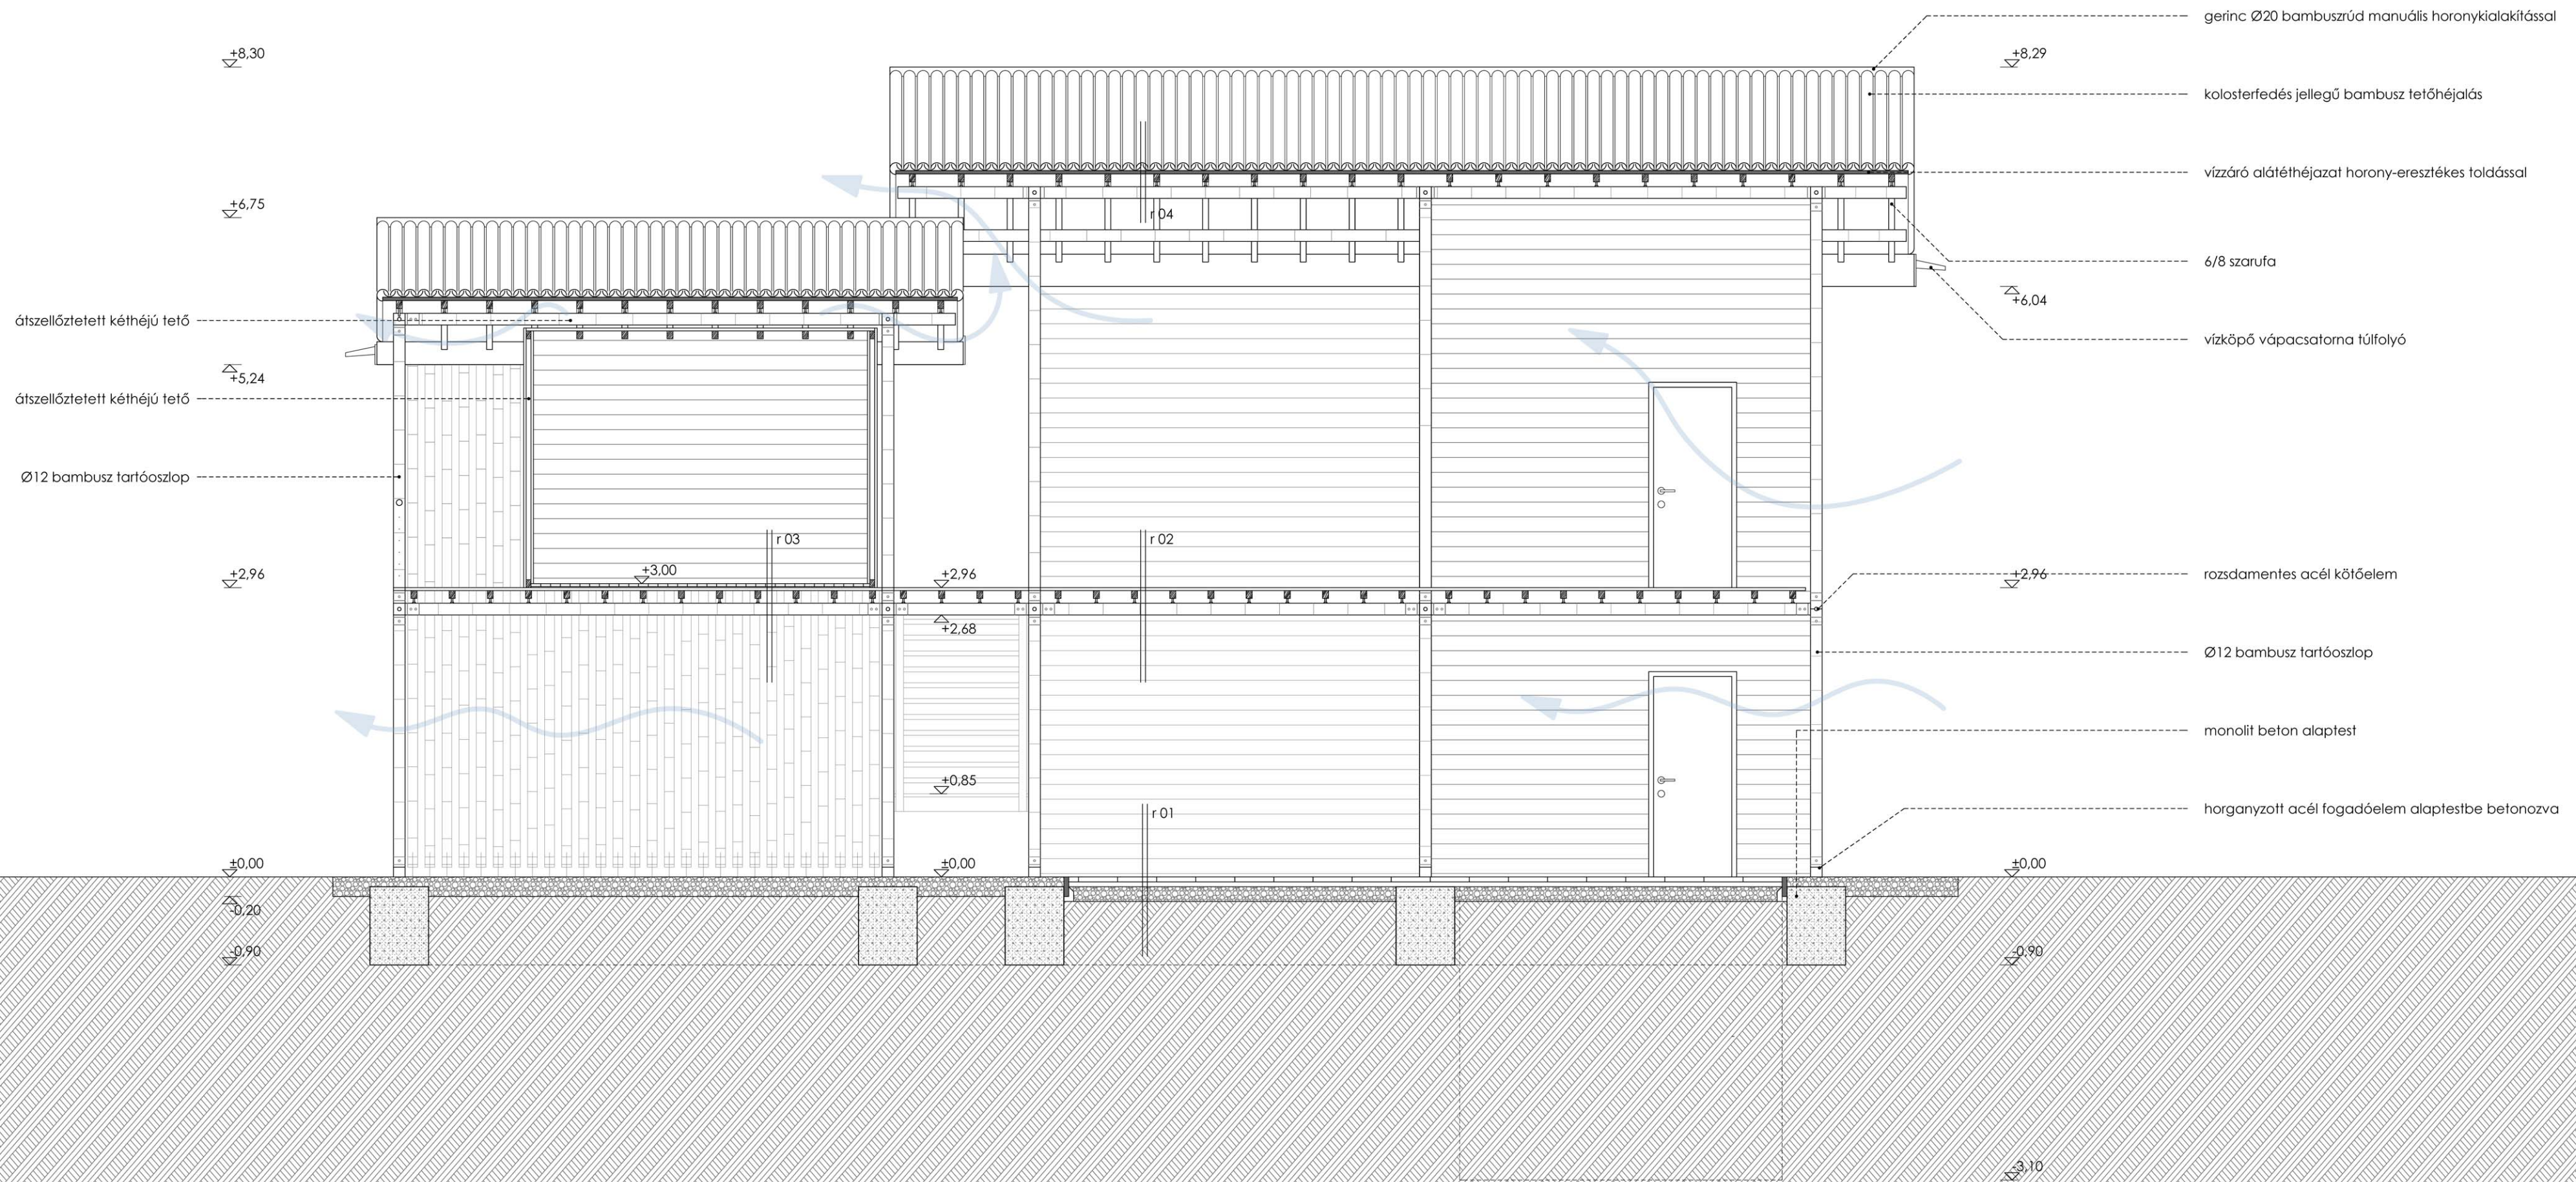 gerinc Ø20 bambuszrúd manuális horonykialakítással
+8,30
+8,29
kolosterfedés jellegű bambusz tetőhéjalás
vízzáró alátéthéjazat horony-eresztékes toldással
+6,75
r 04
6/8 szarufa
+6,04
átszellőztetett kéthéjú tető
vízköpő vápacsatorna túlfolyó
+5,24
átszellőztetett kéthéjú tető
Ø12 bambusz tartóoszlop
r 03
r 02
+2,96
+3,00
+2,96
+2,96
rozsdamentes acél kötőelem
+2,68
Ø12 bambusz tartóoszlop
monolit beton alaptest
+0,85
r 01
horganyzott acél fogadóelem alaptestbe betonozva
±0,00
±0,00
±0,00
-0,20
-0,90
-0,90
-3,10